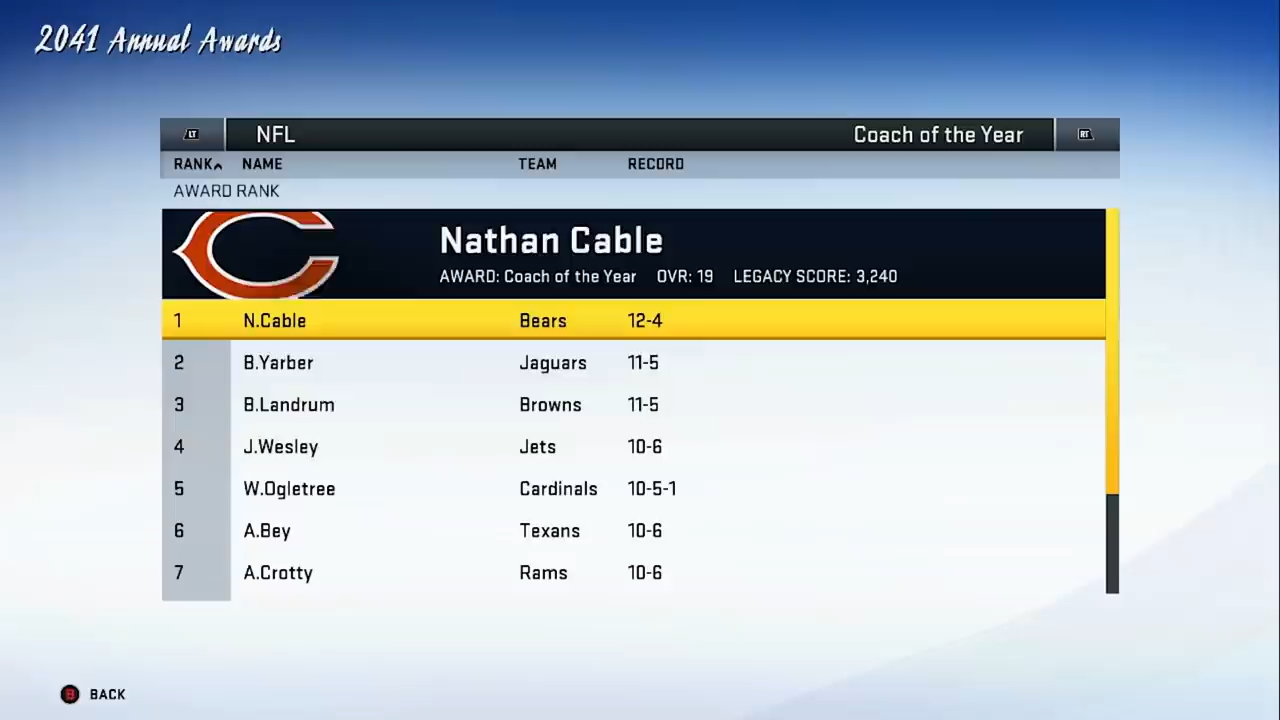 2041 Annual Awards
LT NFL Coach of the Year RT
RANK NAME TEAM RECORD
AWARD RANK
Nathan Cable
AWARD: Coach of the Year OVR: 19 LEGACY SCORE: 3,240
1 N.Cable Bears 12-4
2 B.Yarber Jaguars 11-5
3 B.Landrum Browns 11-5
4 J.Wesley Jets 10-6
5 W.Ogletree Cardinals 10-5-1
6 A.Bey Texans 10-6
7 A.Crotty Rams 10-6
B BACK